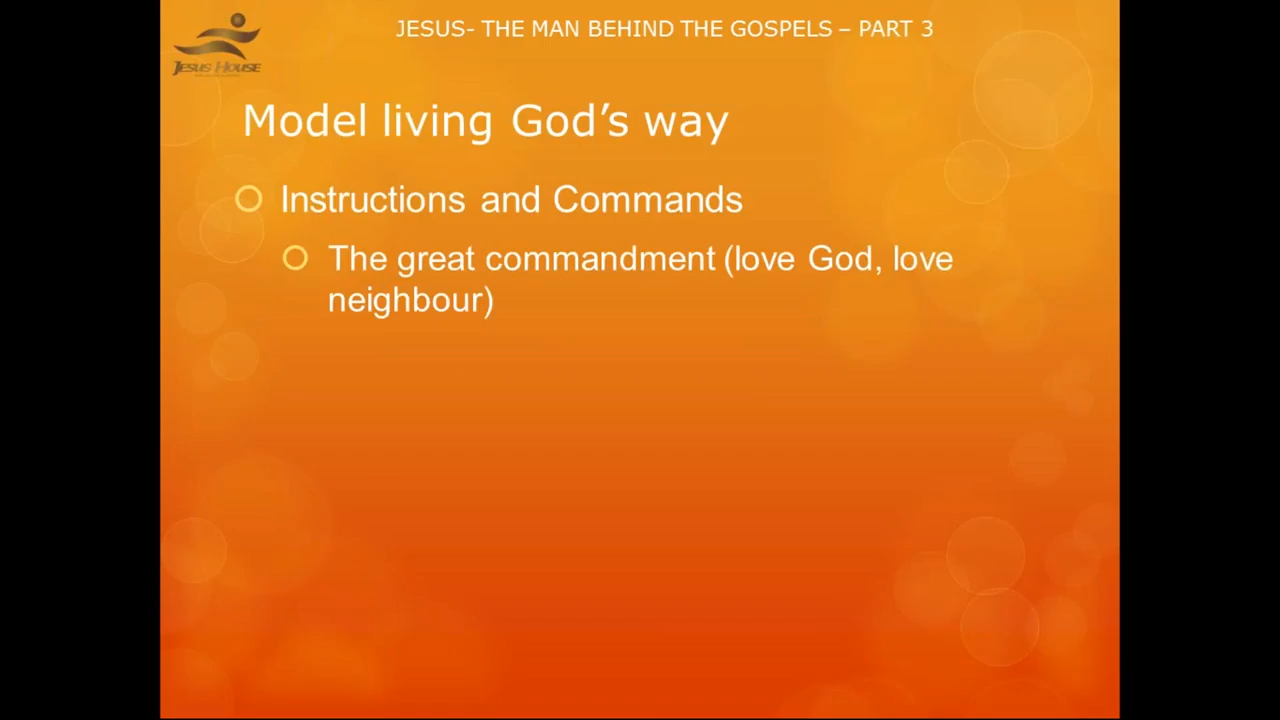 JESUS- THE MAN BEHIND THE GOSPELS – PART 3
JESUS HOUSE
Model living God’s way
Instructions and Commands
The great commandment (love God, love
neighbour)